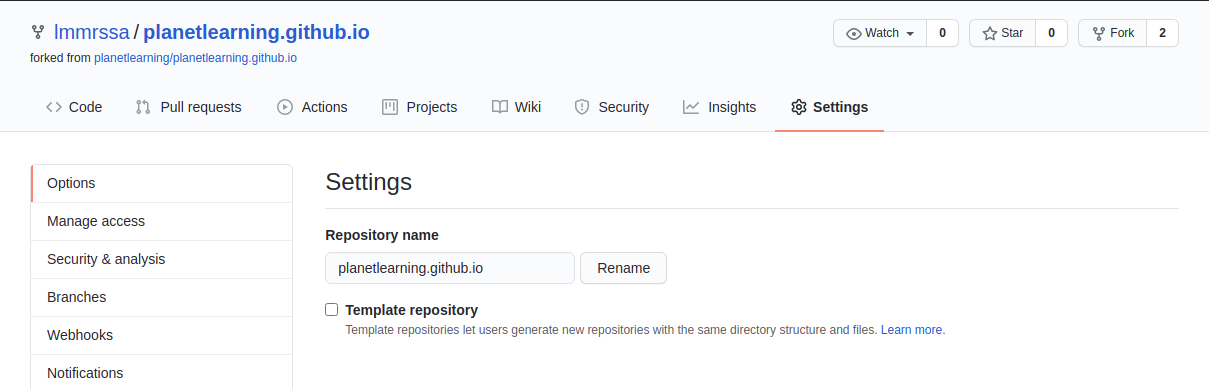 lmmrssa / planetlearning.github.io
Watch 0 Star 0 Fork 2
forked from planetlearning/planetlearning.github.io
Code Pull requests Actions Projects Wiki Security Insights Settings
Options
Manage access
Security & analysis
Branches
Webhooks
Notifications
Settings
Repository name
planetlearning.github.io Rename
Template repository
Template repositories let users generate new repositories with the same directory structure and files. Learn more.